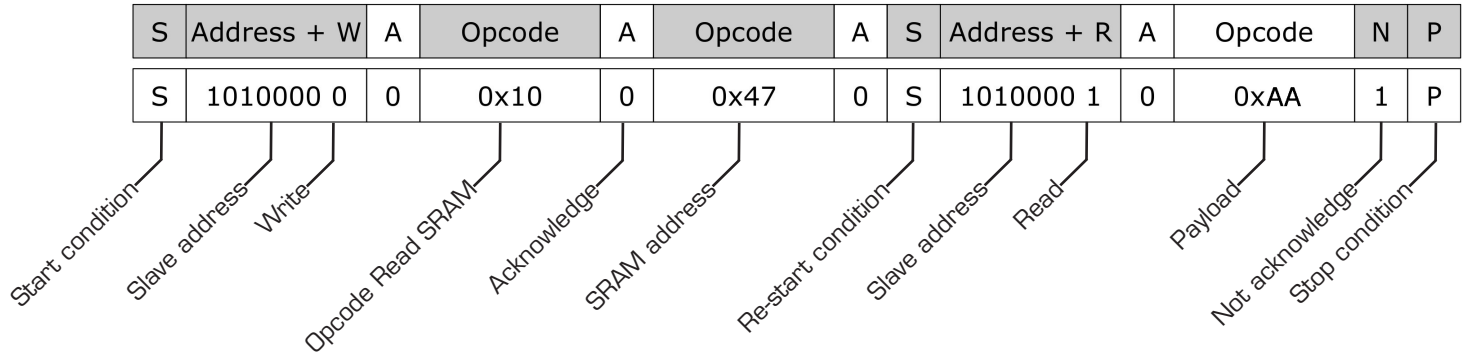 S Address + W A Opcode A Opcode A S Address + R A Opcode N P
S 1010000 0 0 0x10 0 0x47 0 S 1010000 1 0 0xAA 1 P
Start condition
Slave address
Write
Opcode Read SRAM
Acknowledge
SRAM address
Re-start condition
Slave address
Read
Payload
Not acknowledge
Stop condition